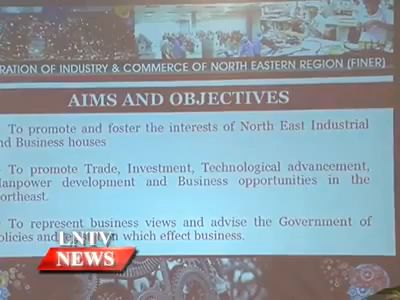 RATION OF INDUSTRY & COMMERCE OF NORTH EASTERN REGION (FINER)
AIMS AND OBJECTIVES
To promote and foster the interests of North East Industrial
nd Business houses
To promote Trade, Investment, Technological advancement,
Manpower development and Business opportunities in the
ortheast.
To represent business views and advise the Government of
olicies and on which effect business.
LNTV
NEWS